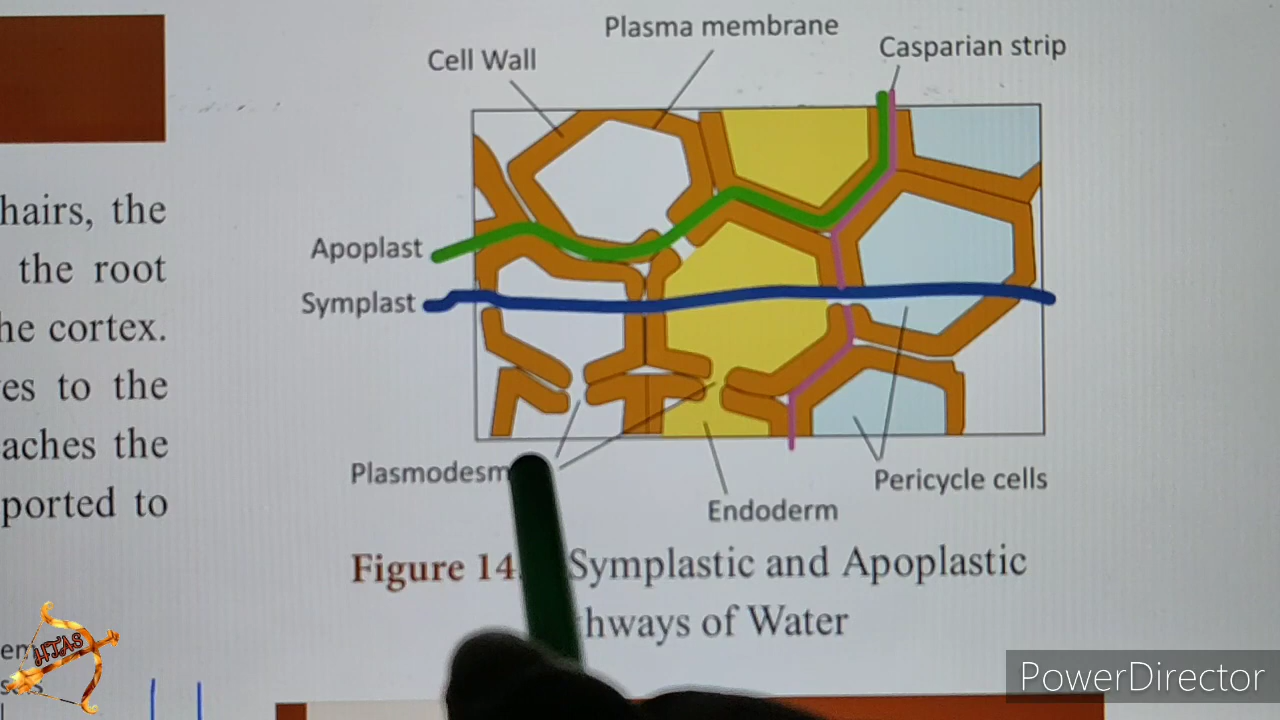 Plasma membrane
Cell Wall
Casparian strip
hairs, the
the root
he cortex.
es to the
aches the
ported to
Apoplast
Symplast
Plasmodesm
Pericycle cells
Endoderm
Figure 14. Symplastic and Apoplastic
hways of Water
HTAS
PowerDirector